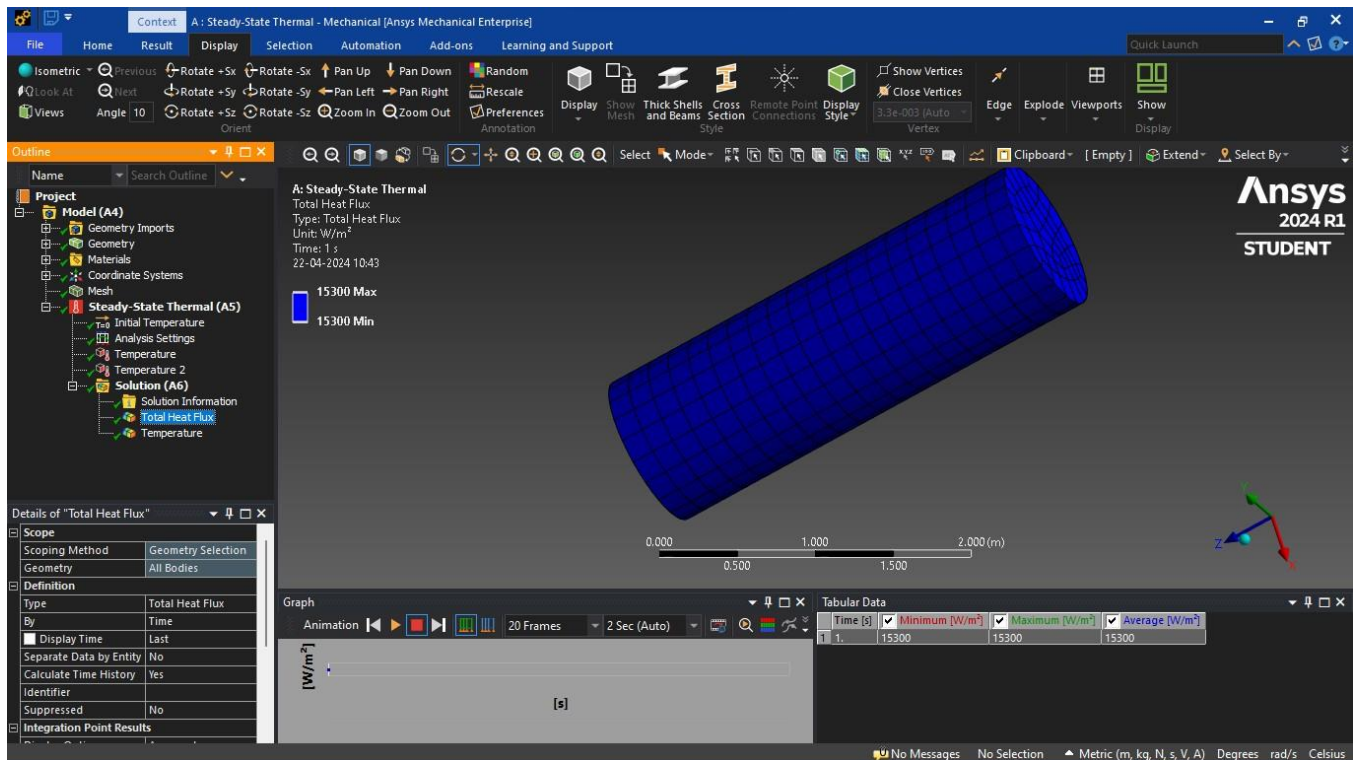 Context A : Steady-State Thermal - Mechanical [Ansys Mechanical Enterprise]
File Home Result Display Selection Automation Add-ons Learning and Support Quick Launch
Isometric Previous Rotate +Sx Rotate -Sx Pan Up Pan Down Random Show Vertices
Look At Next Rotate +Sy Rotate -Sy Pan Left Pan Right Rescale Close Vertices
Views Angle 10 Rotate +Sz Rotate -Sz Zoom In Zoom Out Preferences 3.3e-003 (Auto
Display Show Mesh Thick Shells and Beams Cross Section Remote Point Connections Display Style Edge Explode Viewports Show
Orient Annotation Style Vertex Display
Outline
Select Mode Clipboard [ Empty ] Extend Select By
Name Search Outline
Project
Model (A4)
Geometry Imports
Geometry
Materials
Coordinate Systems
Mesh
Steady-State Thermal (A5)
T=0 Initial Temperature
Analysis Settings
Temperature
Temperature 2
Solution (A6)
Solution Information
Total Heat Flux
Temperature
A: Steady-State Thermal
Total Heat Flux
Type: Total Heat Flux
Unit: W/m²
Time: 1 s
22-04-2024 10:43
15300 Max
15300 Min
Ansys
2024 R1
STUDENT
0.000 1.000 2.000 (m)
0.500 1.500
Y
Z
X
Details of "Total Heat Flux"
Scope
Scoping Method Geometry Selection
Geometry All Bodies
Definition
Type Total Heat Flux
By Time
Display Time Last
Separate Data by Entity No
Calculate Time History Yes
Identifier
Suppressed No
Integration Point Results
Graph
Animation 20 Frames 2 Sec (Auto)
[W/m²]
[s]
Tabular Data
Time [s] Minimum [W/m²] Maximum [W/m²] Average [W/m²]
1 1. 15300 15300 15300
No Messages No Selection Metric (m, kg, N, s, V, A) Degrees rad/s Celsius